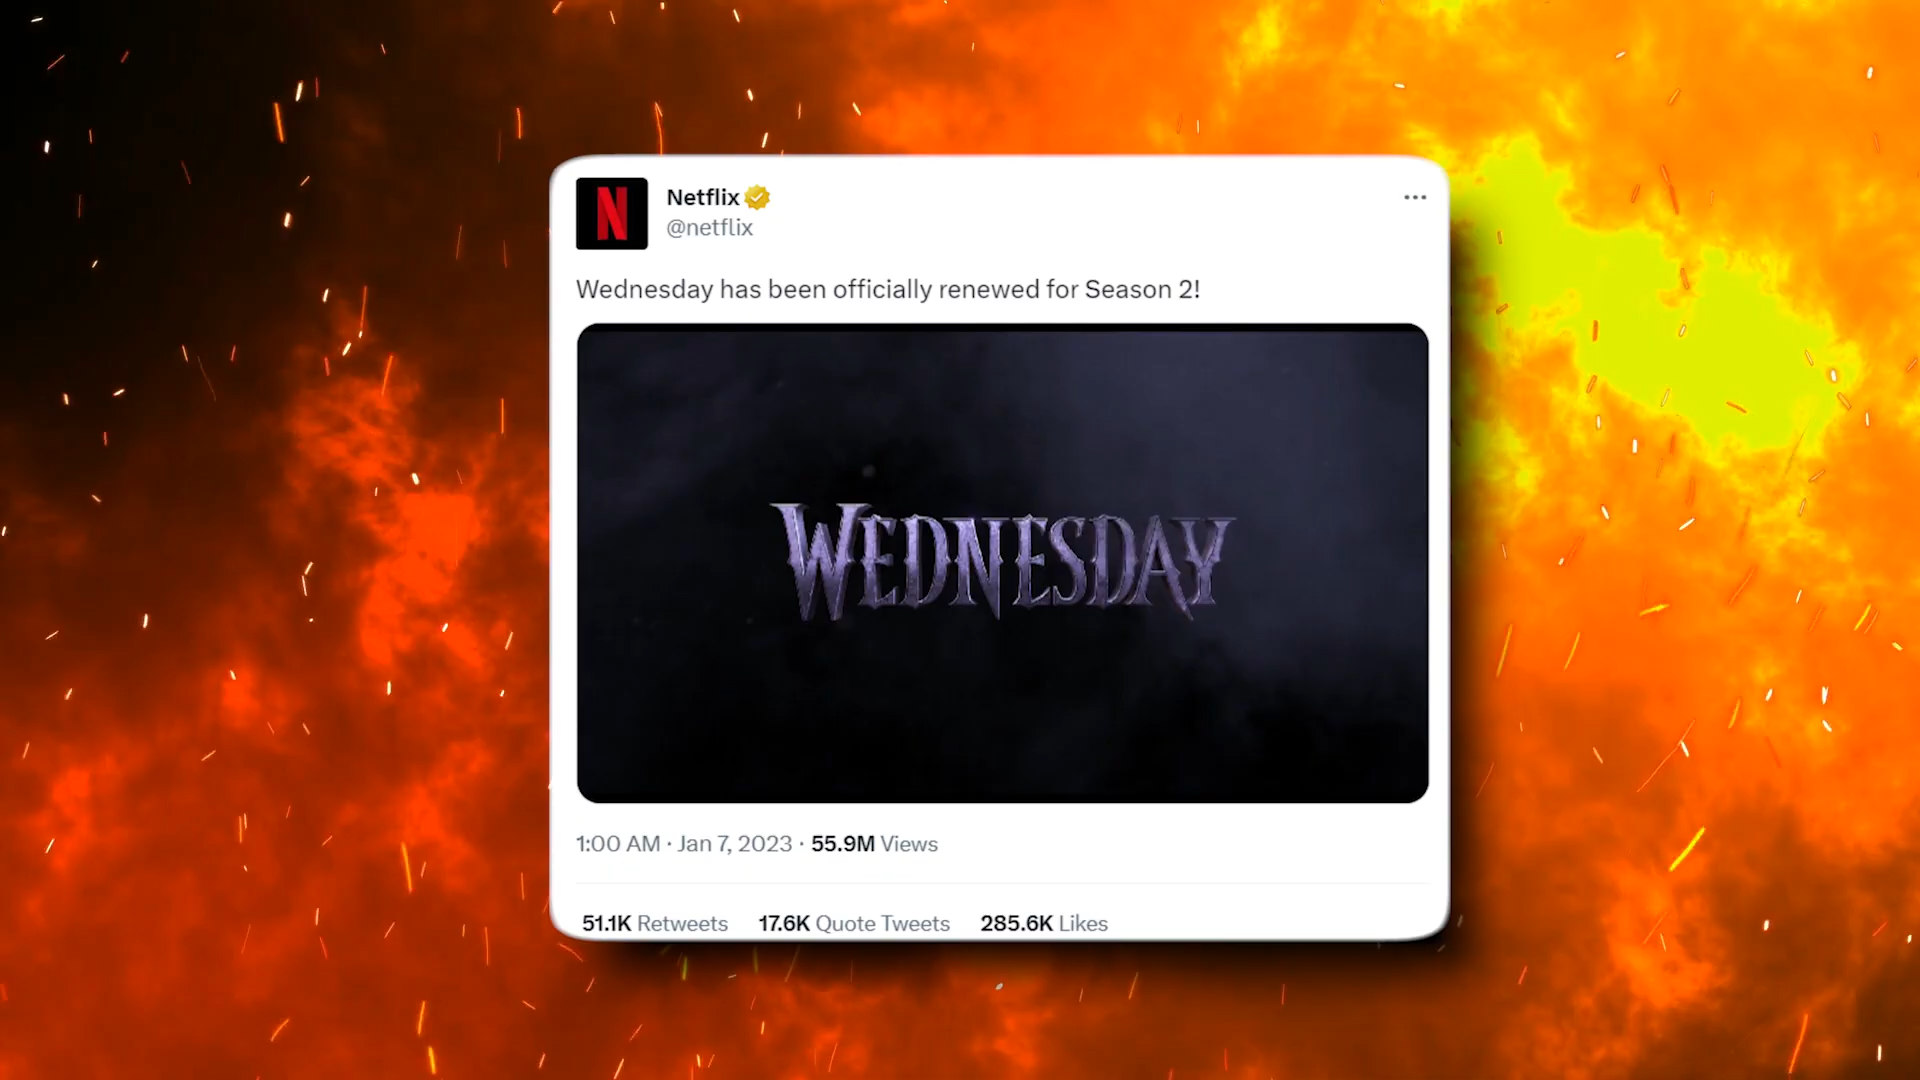 N
Netflix
@netflix
Wednesday has been officially renewed for Season 2!
WEDNESDAY
1:00 AM · Jan 7, 2023 · 55.9M Views
51.1K Retweets 17.6K Quote Tweets 285.6K Likes